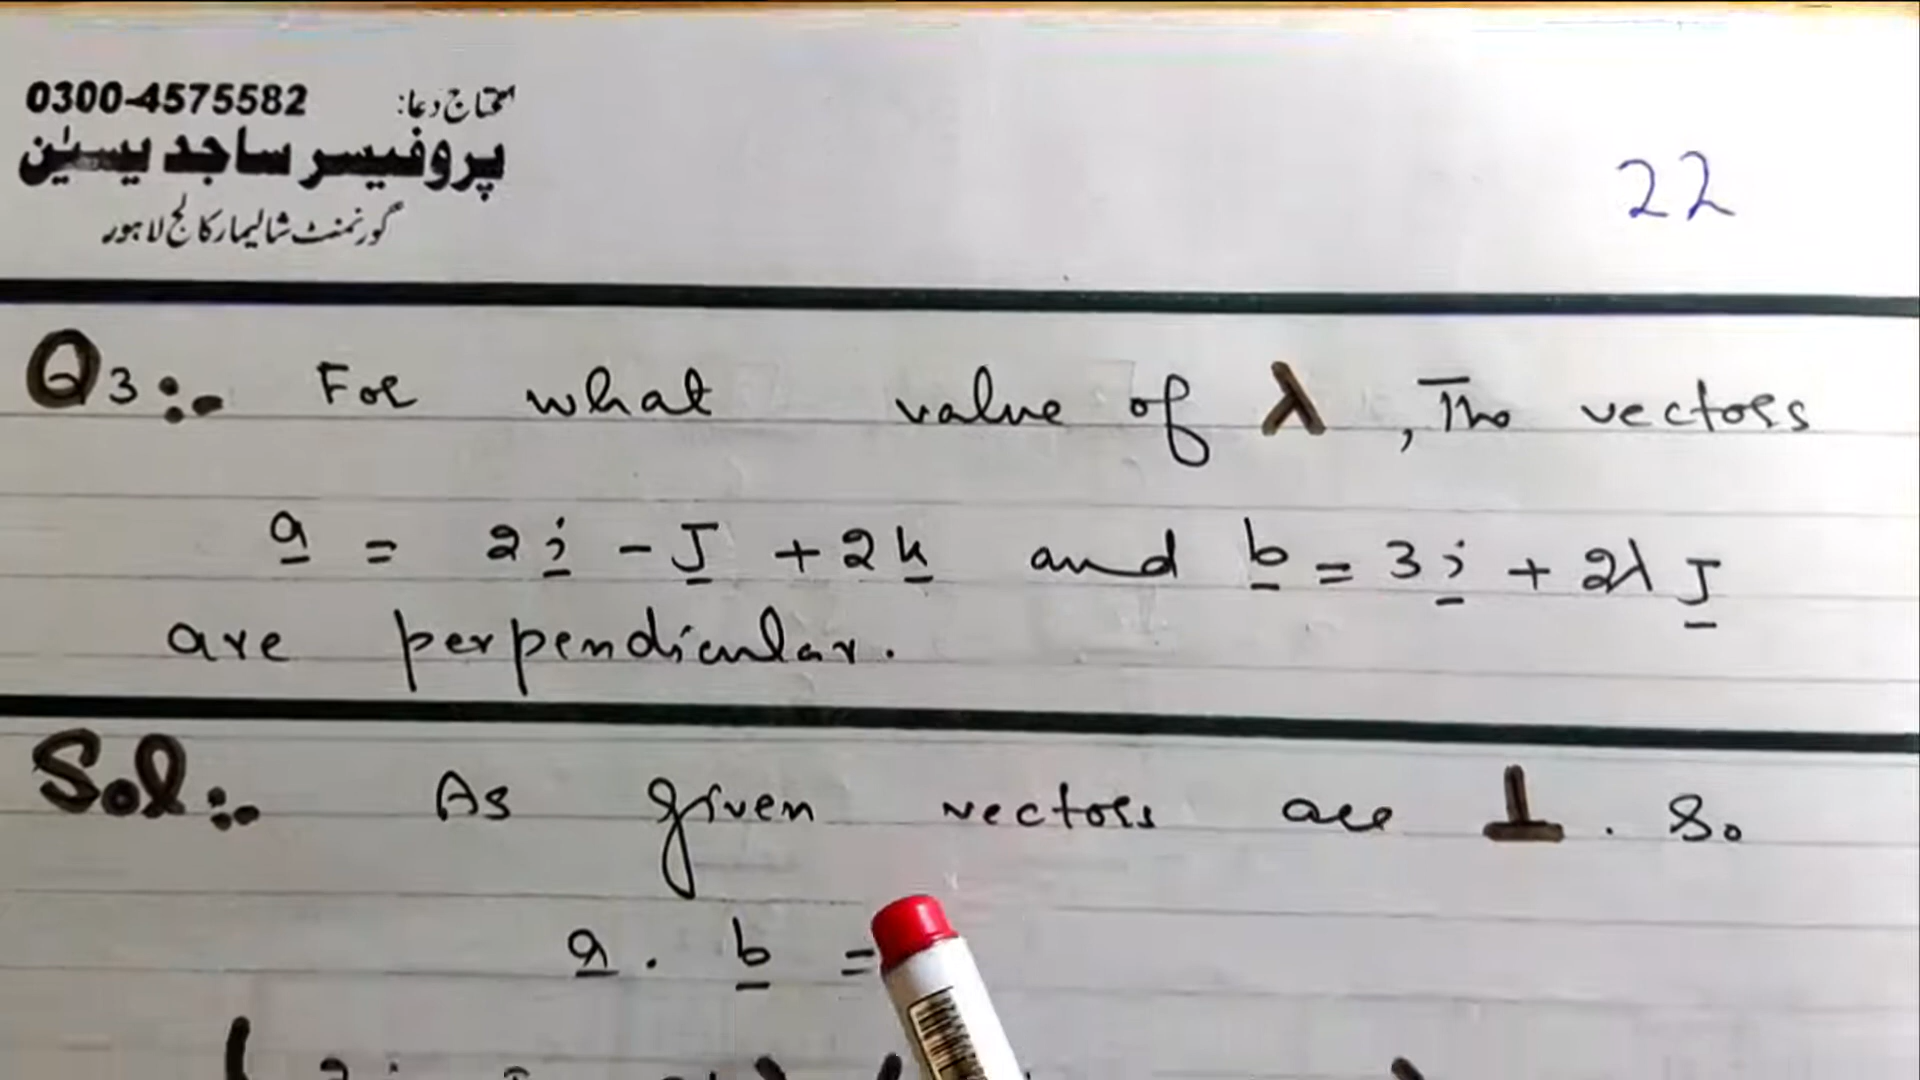 0300-4575582 محتاج دعا:
پروفیسر ساجد یسین
گورنمنٹ شالیمار کالج لاہور
22
Q3:- For what value of λ, The vectors
a = 2i - J + 2k and b = 3i + 2λJ
are perpendicular.
Sol:- As given vectors are ⊥. So
a . b =